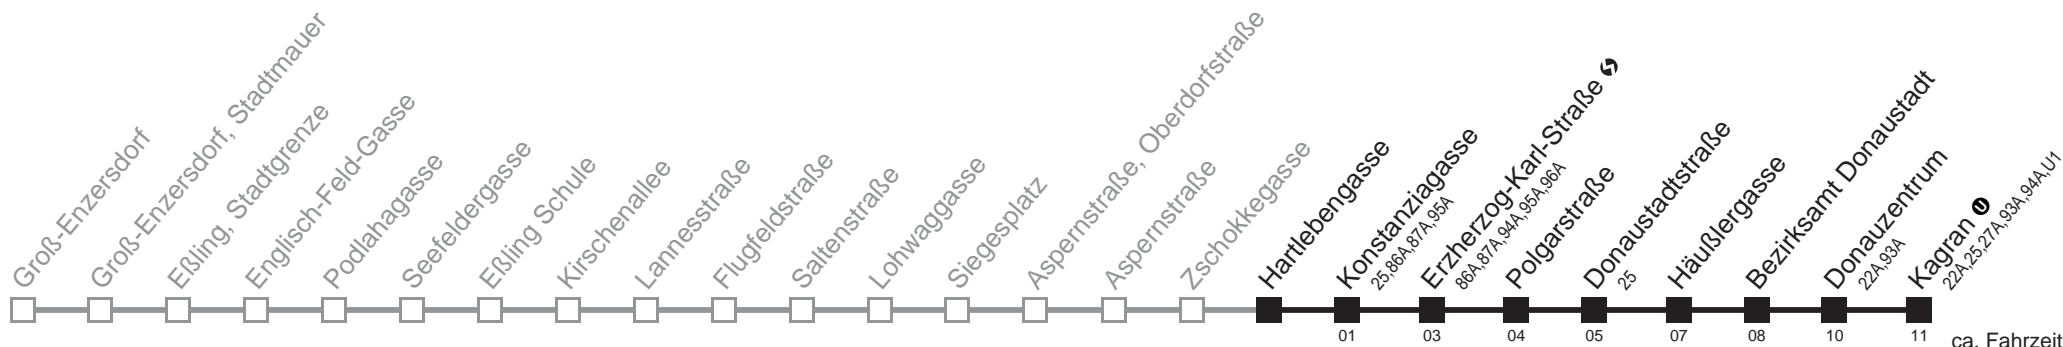 Groß-Enzersdorf
Groß-Enzersdorf, Stadtmauer
Eßling, Stadtgrenze
Englisch-Feld-Gasse
Podlahagasse
Seefeldergasse
Eßling Schule
Kirschenallee
Lannesstraße
Flugfeldstraße
Saltenstraße
Lohwaggasse
Siegesplatz
Aspernstraße, Oberdorfstraße
Aspernstraße
Zschokkegasse
Hartlebengasse
Konstanziagasse
25,86A,87A,95A
Erzherzog-Karl-Straße
86A,87A,94A,95A,96A
Polgarstraße
Donaustadtstraße
25
Häußlergasse
Bezirksamt Donaustadt
Donauzentrum
22A,93A
Kagran U
22A,25,27A,93A,94A,U1
01 03 04 05 07 08 10 11 ca. Fahrzeit